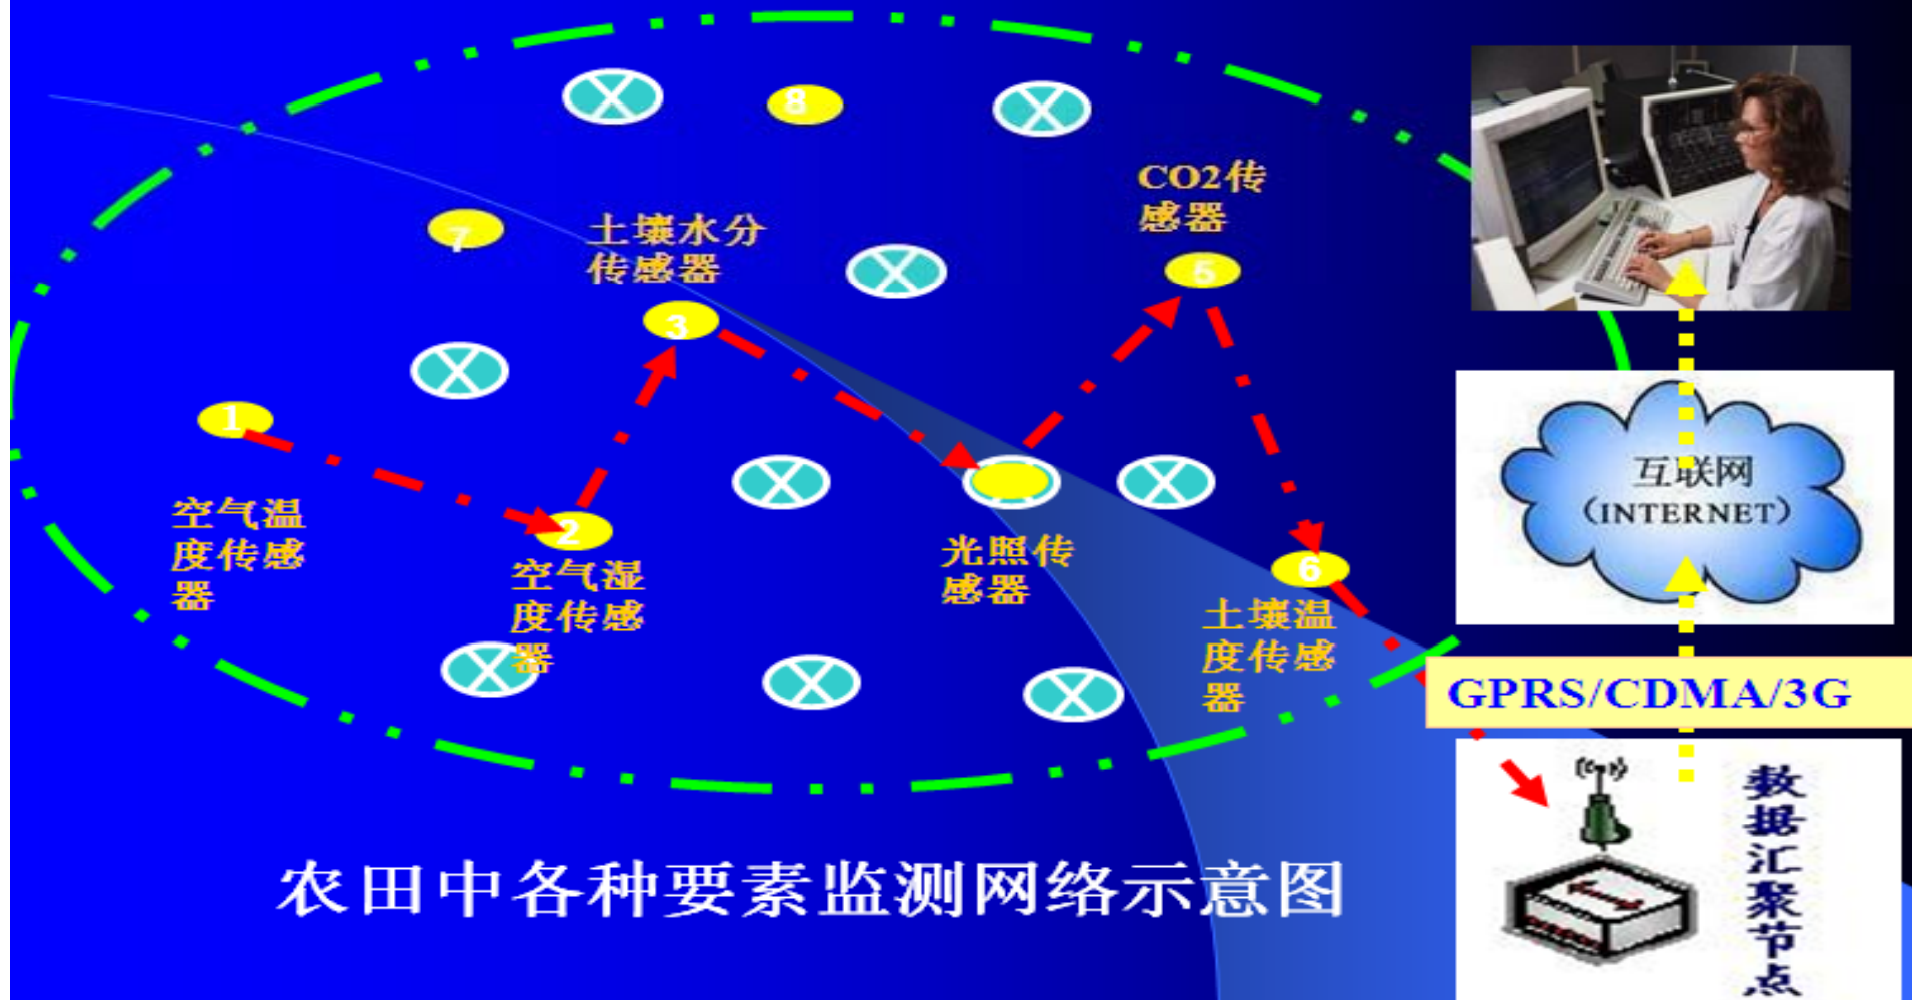 8
CO2传
感器
7
土壤水分
传感器
5
3
1
互联网
(INTERNET)
空气温
度传感
器
2
空气湿
度传感
器
光照传
感器
6
土壤温
度传感
器
GPRS/CDMA/3G
数据汇聚节点
农田中各种要素监测网络示意图